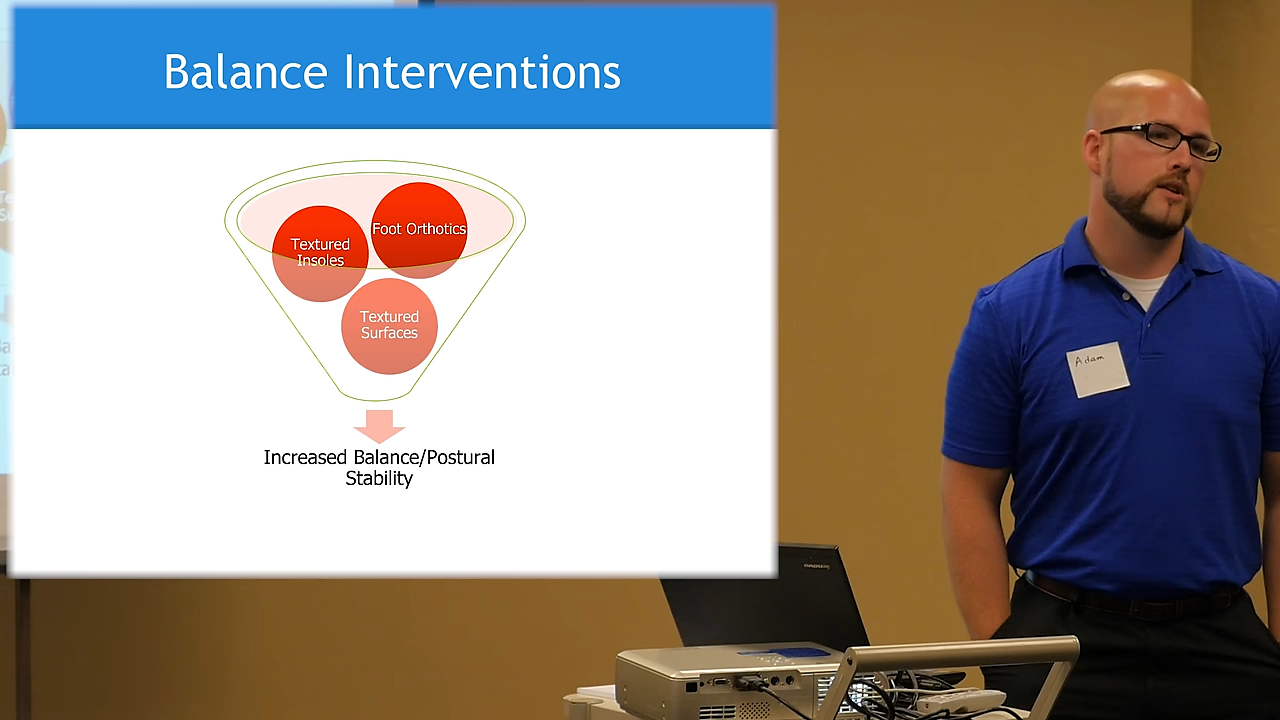 Balance Interventions
Textured
Insoles
Foot Orthotics
Textured
Surfaces
Increased Balance/Postural
Stability
Adam